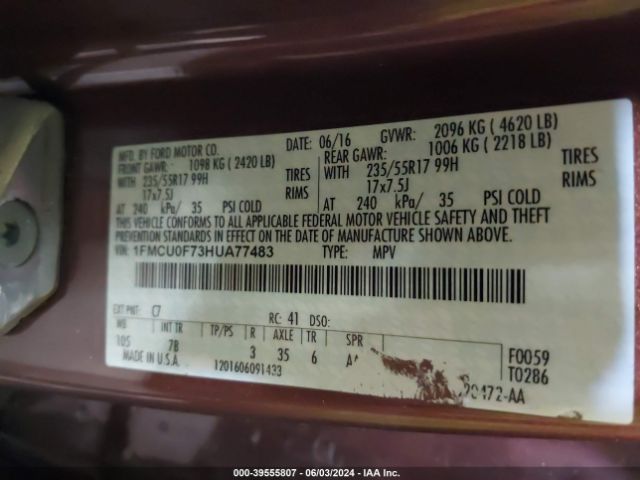 MFD. BY FORD MOTOR CO. DATE: 06/16 GVWR: 2096 KG ( 4620 LB)
FRONT GAWR: 1098 KG ( 2420 LB) REAR GAWR: 1006 KG ( 2218 LB)
WITH 235/55R17 99H TIRES WITH 235/55R17 99H TIRES
17x7.5J RIMS 17x7.5J RIMS
AT 240 kPa/ 35 PSI COLD AT 240 kPa/ 35 PSI COLD
THIS VEHICLE CONFORMS TO ALL APPLICABLE FEDERAL MOTOR VEHICLE SAFETY AND THEFT
PREVENTION STANDARDS IN EFFECT ON THE DATE OF MANUFACTURE SHOWN ABOVE.
VIN: 1FMCU0F73HUA77483 TYPE: MPV
EXT PNT: C7 RC: 41 DSO:
WB INT TR TP/PS R AXLE TR SPR
105 7B 3 35 6 F0059
MADE IN U.S.A. 1201606091433 T0286
20472-AA
000-39555807 - 06/03/2024 - IAA Inc.